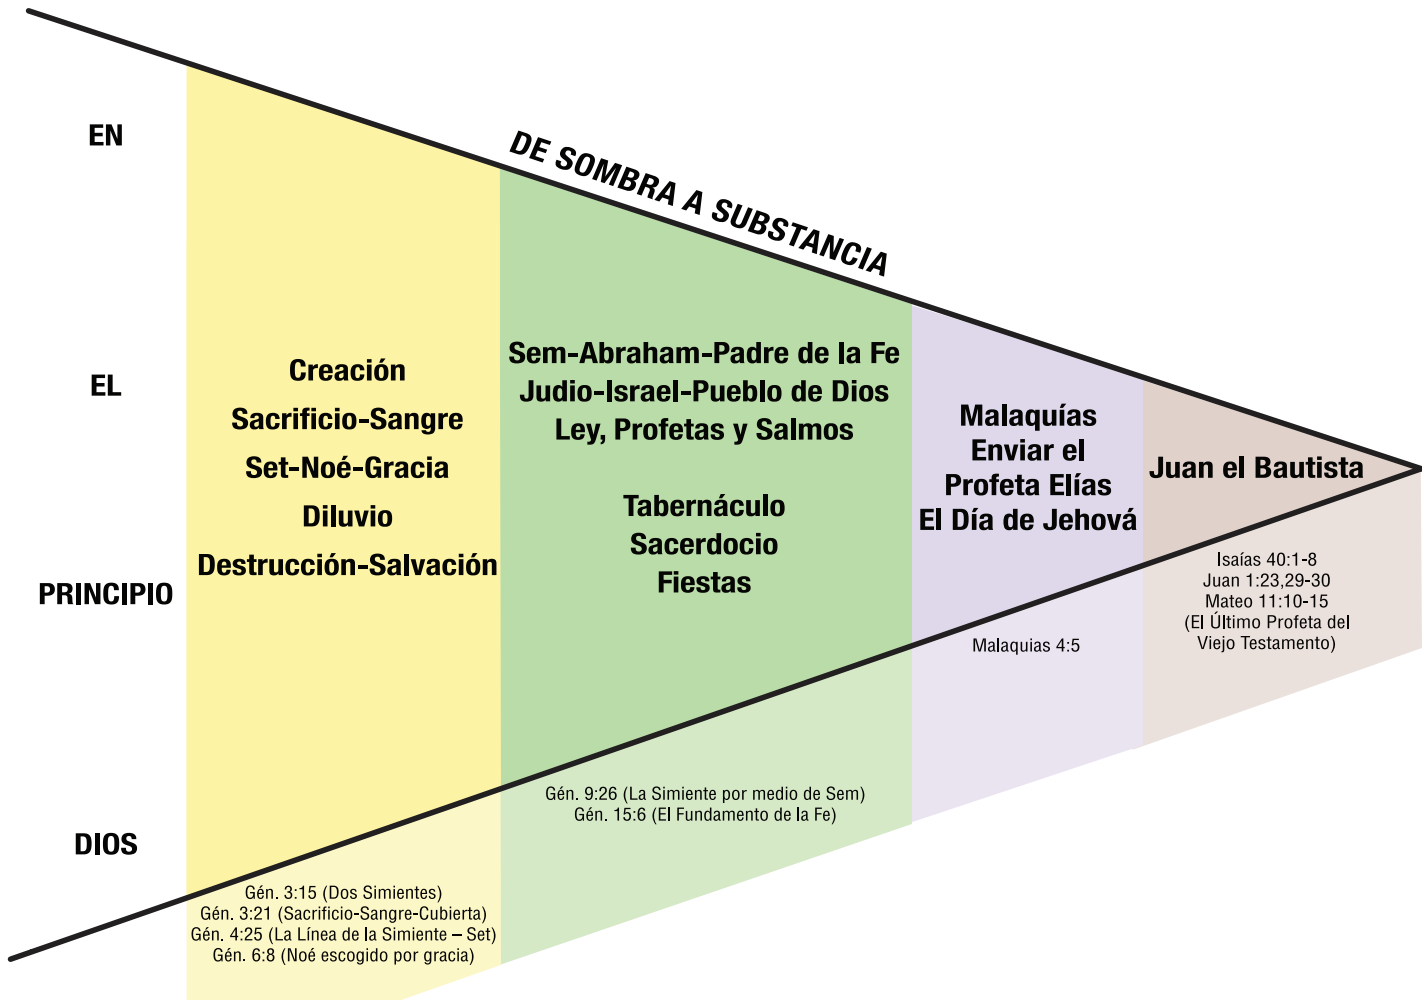 EN
EL
PRINCIPIO
DIOS
DE SOMBRA A SUBSTANCIA
Creación
Sacrificio-Sangre
Set-Noé-Gracia
Diluvio
Destrucción-Salvación
Gén. 3:15 (Dos Simientes)
Gén. 3:21 (Sacrificio-Sangre-Cubierta)
Gén. 4:25 (La Línea de la Simiente – Set)
Gén. 6:8 (Noé escogido por gracia)
Sem-Abraham-Padre de la Fe
Judio-Israel-Pueblo de Dios
Ley, Profetas y Salmos
Tabernáculo
Sacerdocio
Fiestas
Gén. 9:26 (La Simiente por medio de Sem)
Gén. 15:6 (El Fundamento de la Fe)
Malaquías
Enviar el
Profeta Elías
El Día de Jehová
Malaquias 4:5
Juan el Bautista
Isaías 40:1-8
Juan 1:23,29-30
Mateo 11:10-15
(El Último Profeta del
Viejo Testamento)